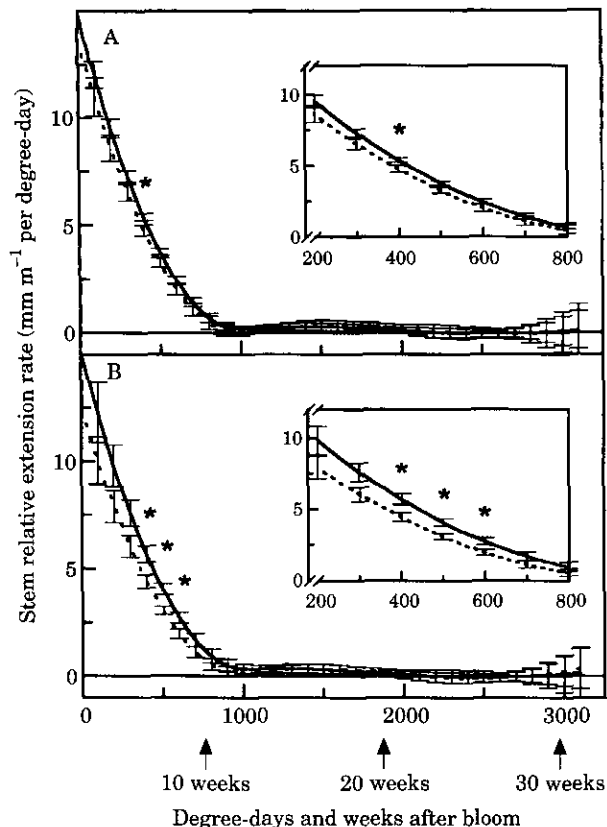 Stem relative extension rate (mm m⁻¹ per degree-day)
A
10
5
0
*
10
5
0
*
200 400 600 800
B
10
5
0
* * *
10
5
0
* * *
200 400 600 800
0 1000 2000 3000
10 weeks 20 weeks 30 weeks
Degree-days and weeks after bloom